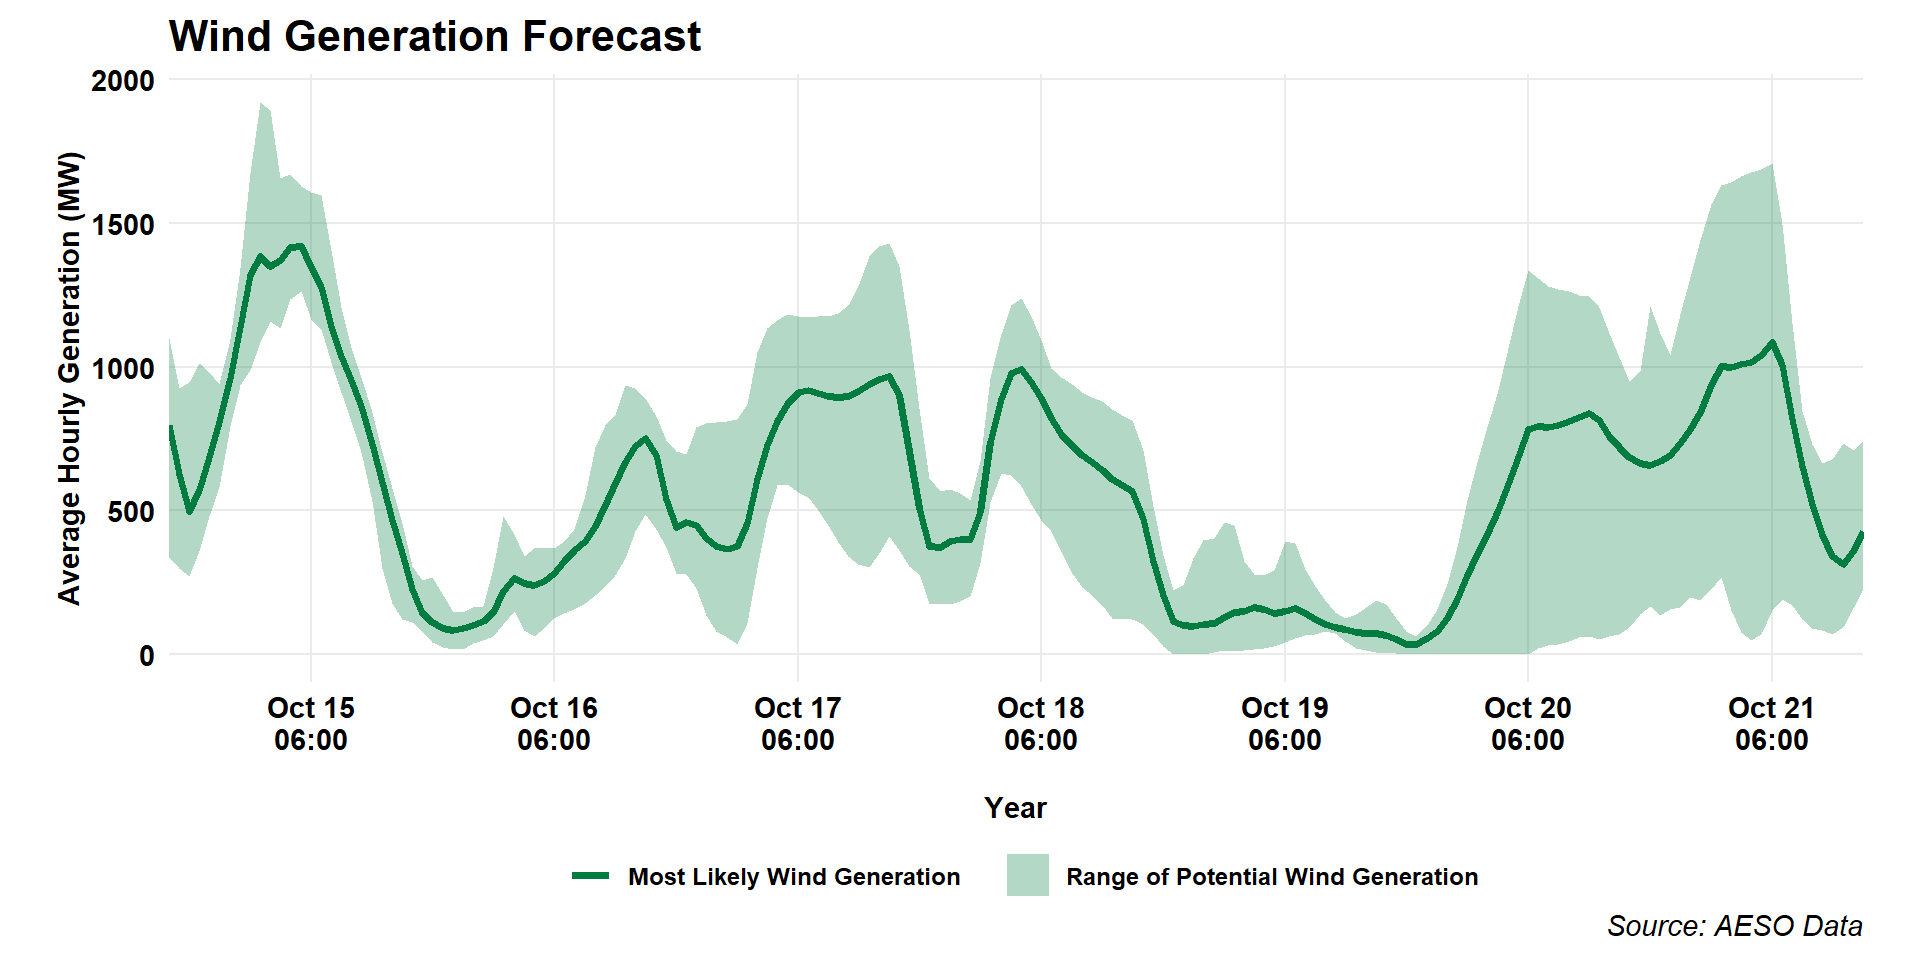 Wind Generation Forecast
Average Hourly Generation (MW)
2000
1500
1000
500
0
Oct 15
06:00
Oct 16
06:00
Oct 17
06:00
Oct 18
06:00
Oct 19
06:00
Oct 20
06:00
Oct 21
06:00
Year
Most Likely Wind Generation
Range of Potential Wind Generation
Source: AESO Data